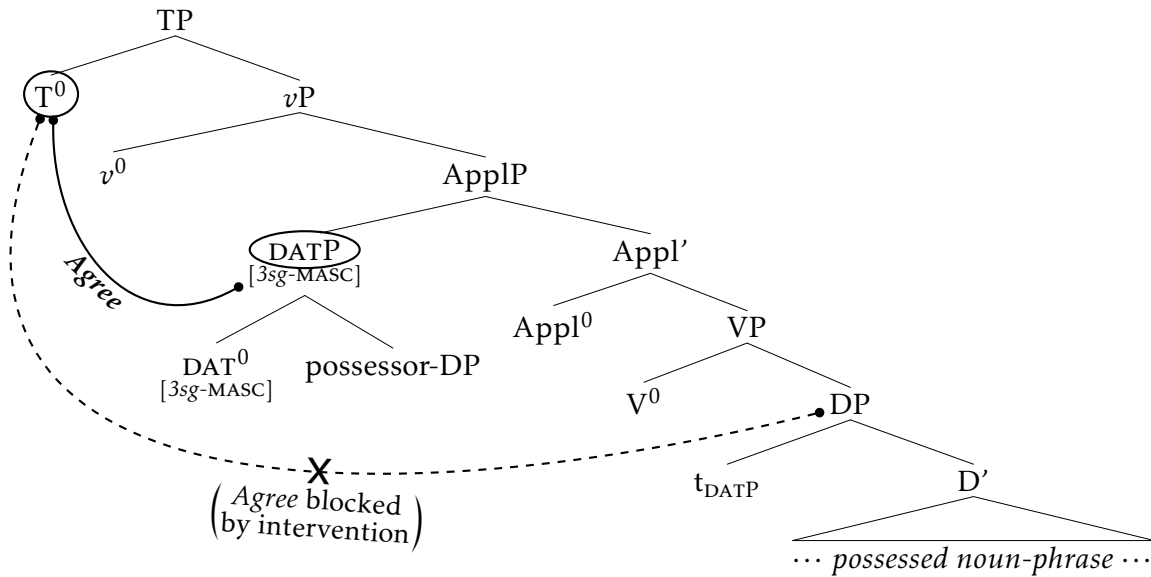 TP
T⁰
vP
v⁰
ApplP
DATP
[3sg-MASC]
Appl’
Agree
Appl⁰
VP
DAT⁰
[3sg-MASC]
possessor-DP
V⁰
DP
X
(Agree blocked
by intervention)
t_DATP
D’
··· possessed noun-phrase ···